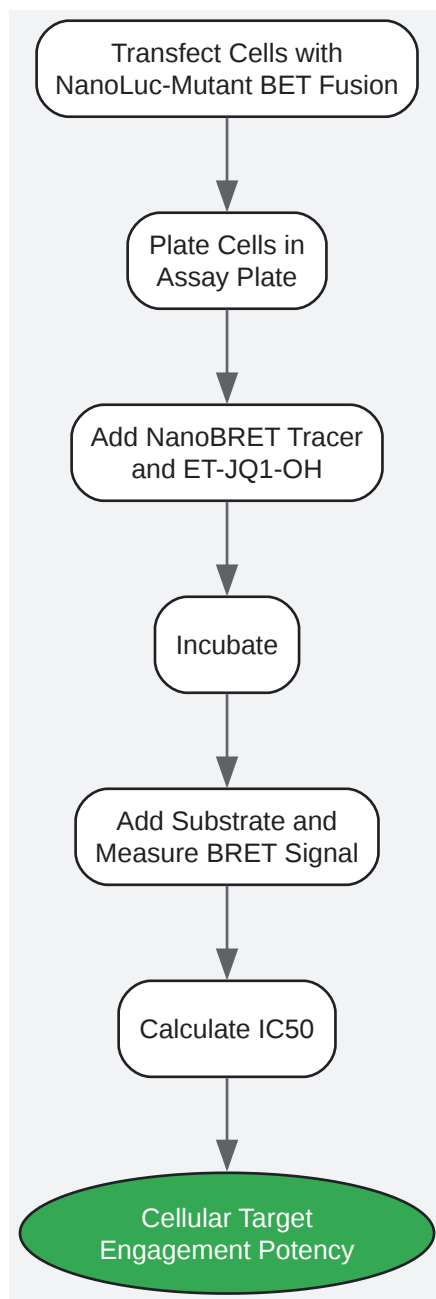 Transfect Cells with
NanoLuc-Mutant BET Fusion
Plate Cells in
Assay Plate
Add NanoBRET Tracer
and ET-JQ1-OH
Incubate
Add Substrate and
Measure BRET Signal
Calculate IC50
Cellular Target
Engagement Potency